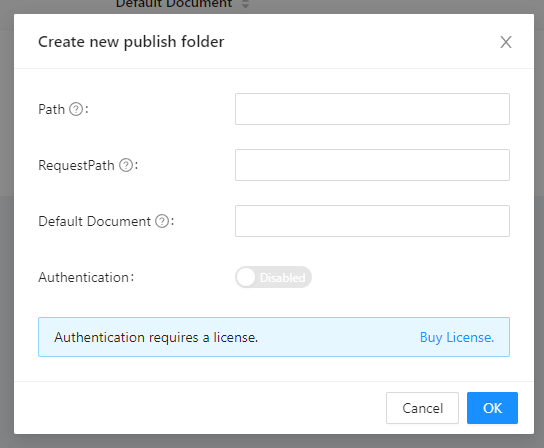 Default Document
Create new publish folder
Path ?:
RequestPath ?:
Default Document ?:
Authentication: Disabled
Authentication requires a license. Buy License.
Cancel OK